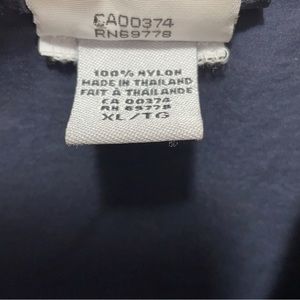 CA00374
RN69778
100% NYLON
MADE IN THAILAND
FAIT À THAILANDE
CA 00374
RN 69778
XL/TG